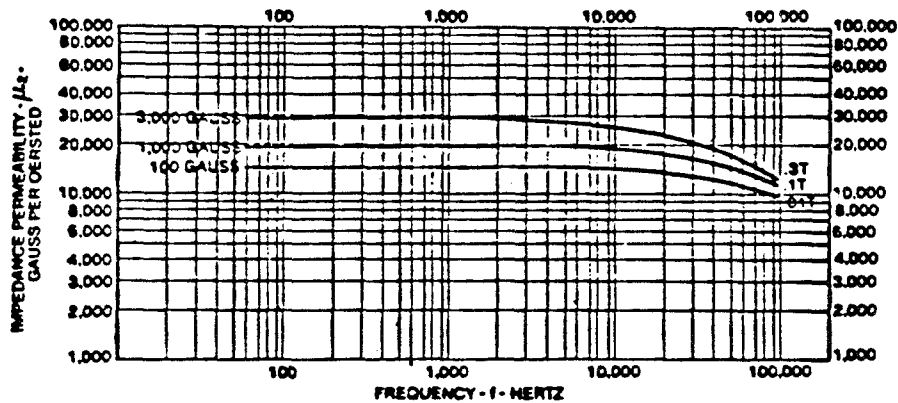 100 1,000 10,000 100,000
100,000 100,000
80,000 80,000
60,000 60,000
40,000 40,000
30,000 3,000 GAUSS 30,000
20,000 1,000 GAUSS 20,000
100 GAUSS .3T
.1T
10,000 .01T 10,000
8,000 8,000
6,000 6,000
4,000 4,000
3,000 3,000
2,000 2,000
1,000 1,000
100 1,000 10,000 100,000
FREQUENCY - f - HERTZ
IMPEDANCE PERMEABILITY - μz -
GAUSS PER OERSTED